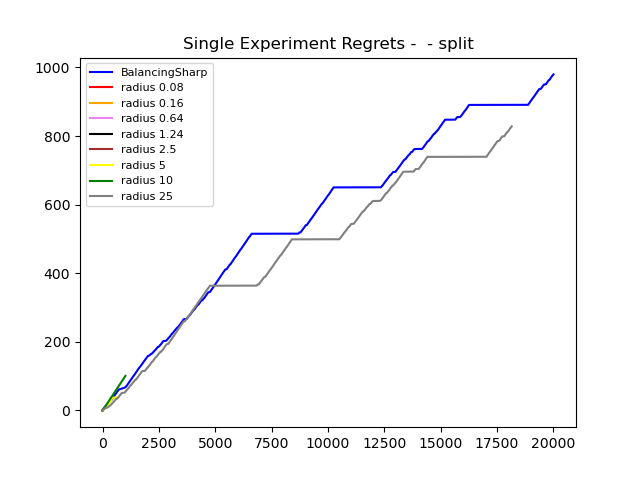 Single Experiment Regrets -  - split
1000
800
600
400
200
0
BalancingSharp
radius 0.08
radius 0.16
radius 0.64
radius 1.24
radius 2.5
radius 5
radius 10
radius 25
0 2500 5000 7500 10000 12500 15000 17500 20000